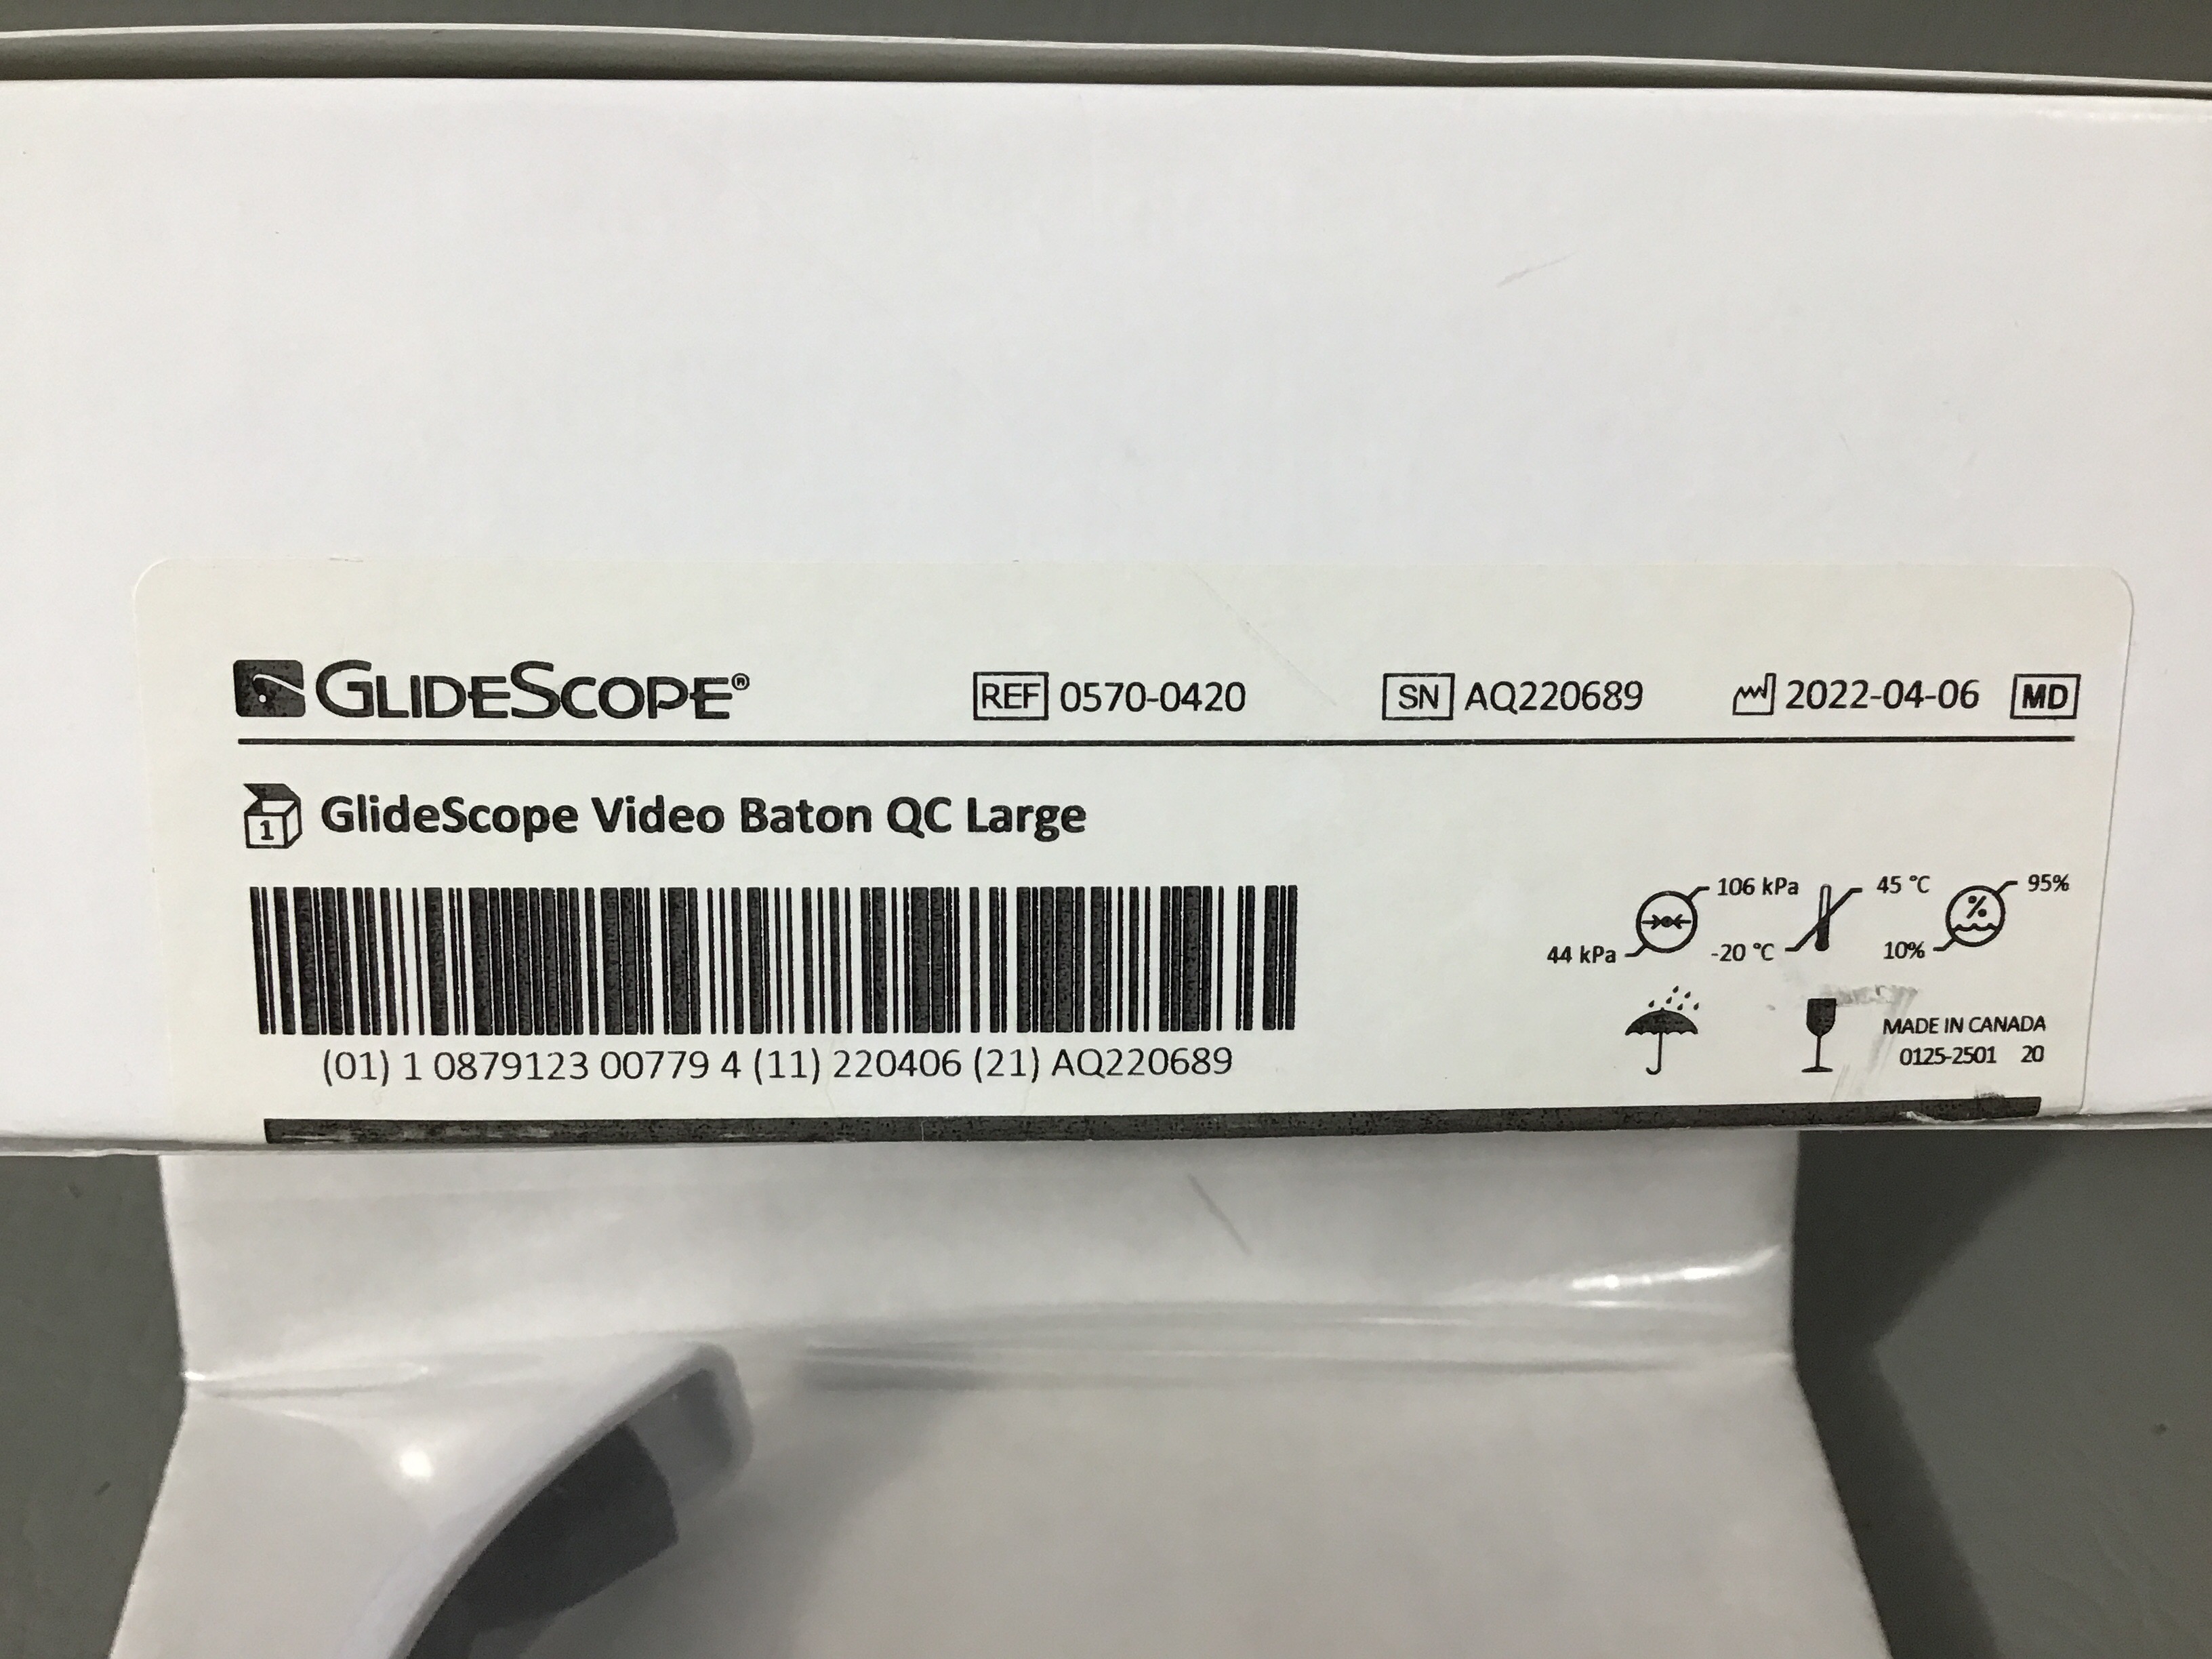 GLIDESCOPE® REF 0570-0420 SN AQ220689 2022-04-06 MD
1 GlideScope Video Baton QC Large
106 kPa 45 °C 95%
44 kPa -20 °C 10%
%
MADE IN CANADA
(01) 1 0879123 00779 4 (11) 220406 (21) AQ220689 0125-2501 20